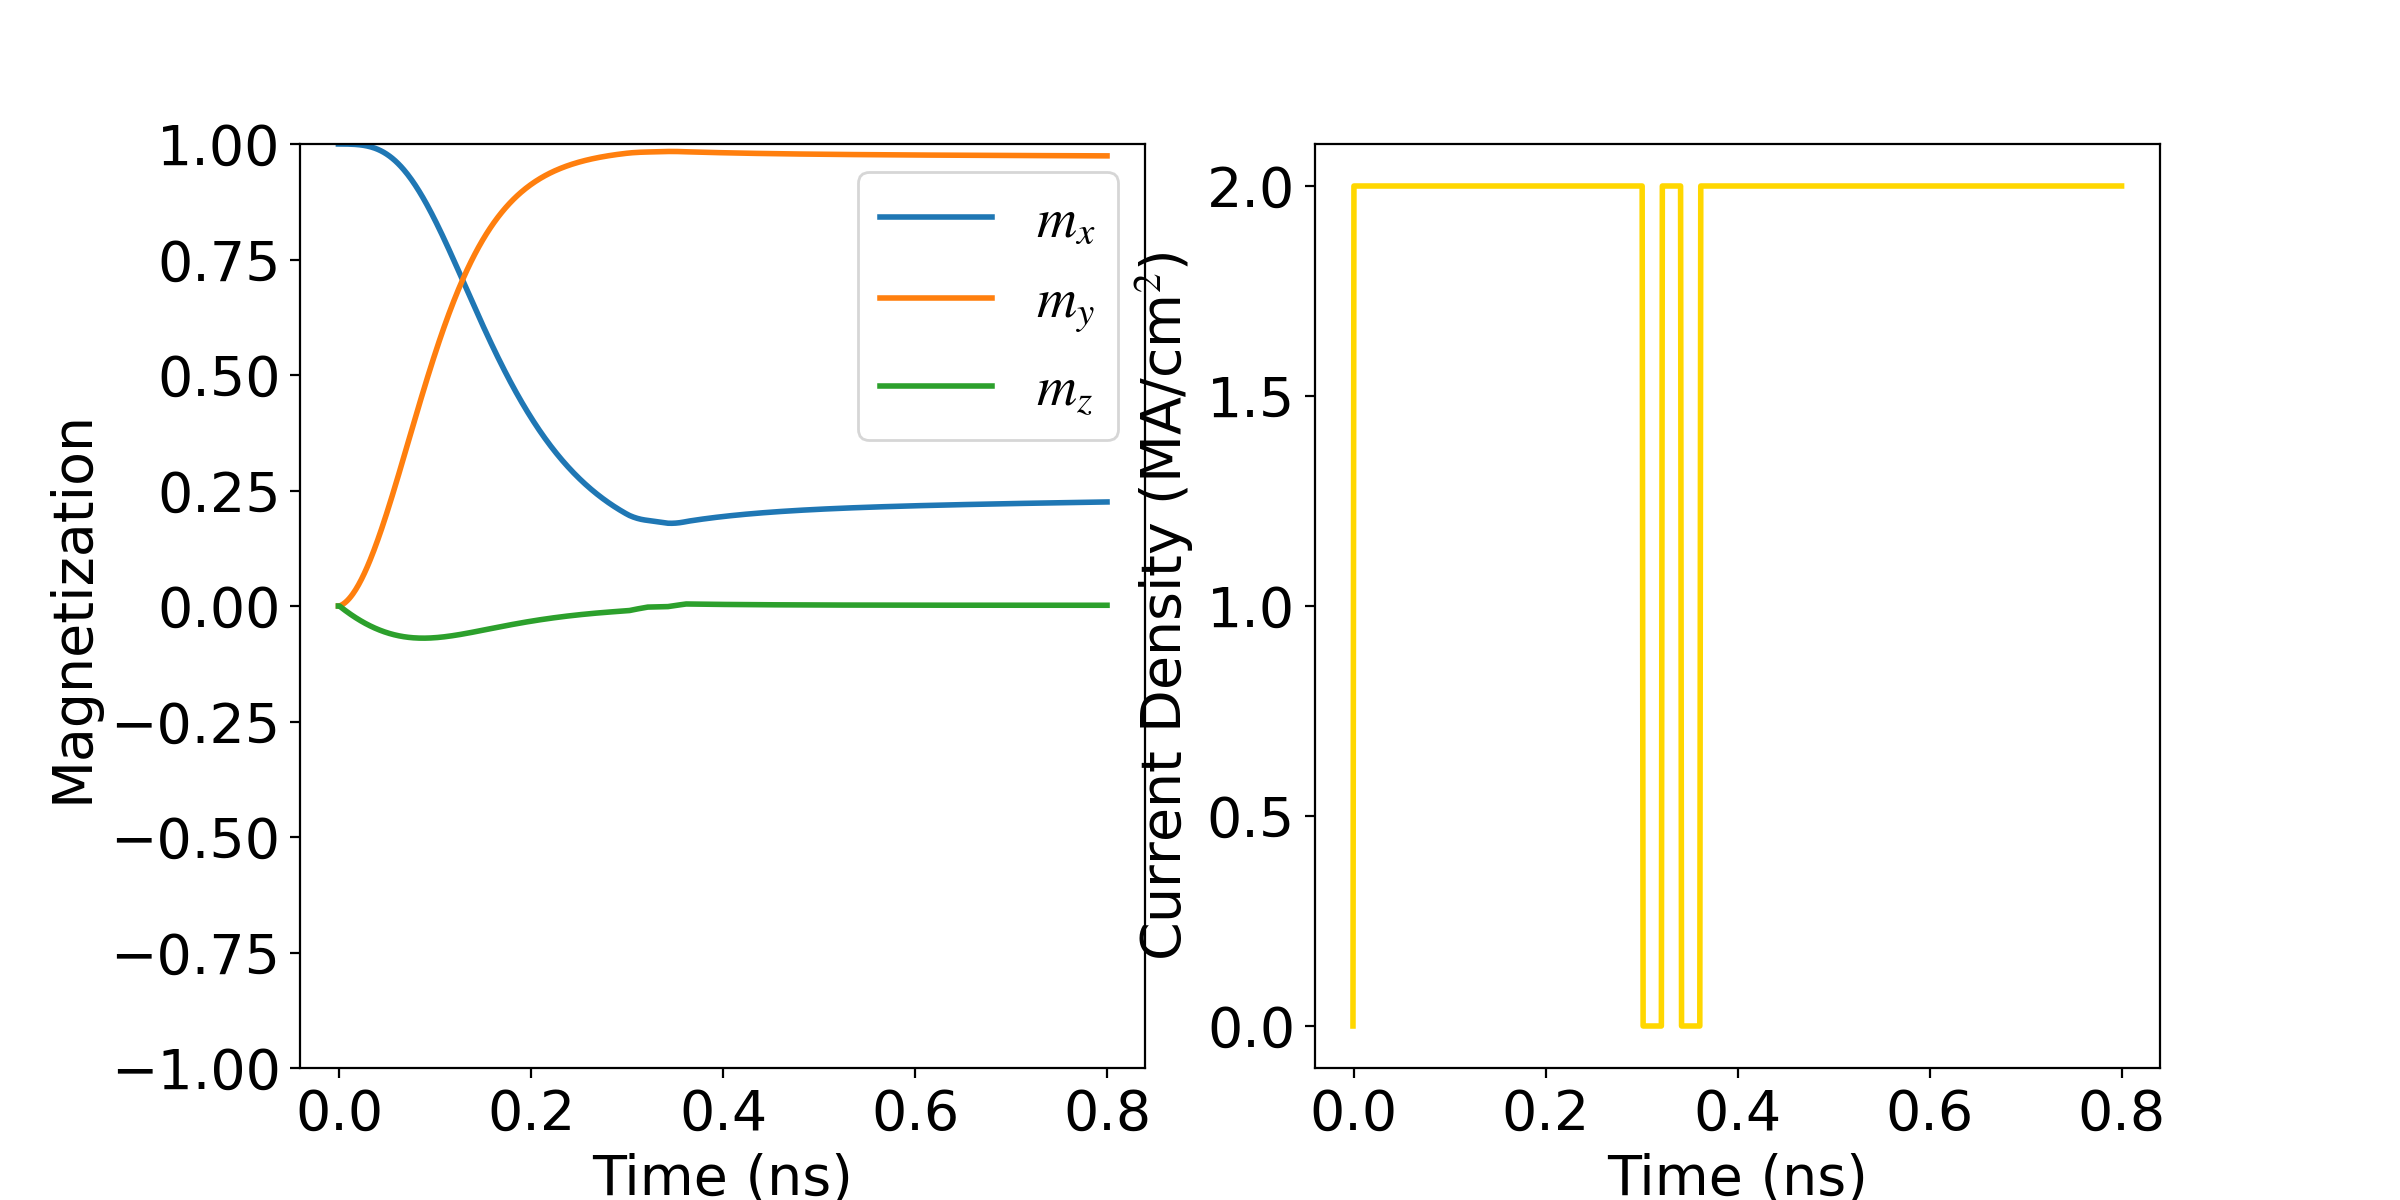 Magnetization
1.00
0.75
0.50
0.25
0.00
−0.25
−0.50
−0.75
−1.00
0.0 0.2 0.4 0.6 0.8
Time (ns)
m_x
m_y
m_z
Current Density (MA/cm²)
2.0
1.5
1.0
0.5
0.0
0.0 0.2 0.4 0.6 0.8
Time (ns)